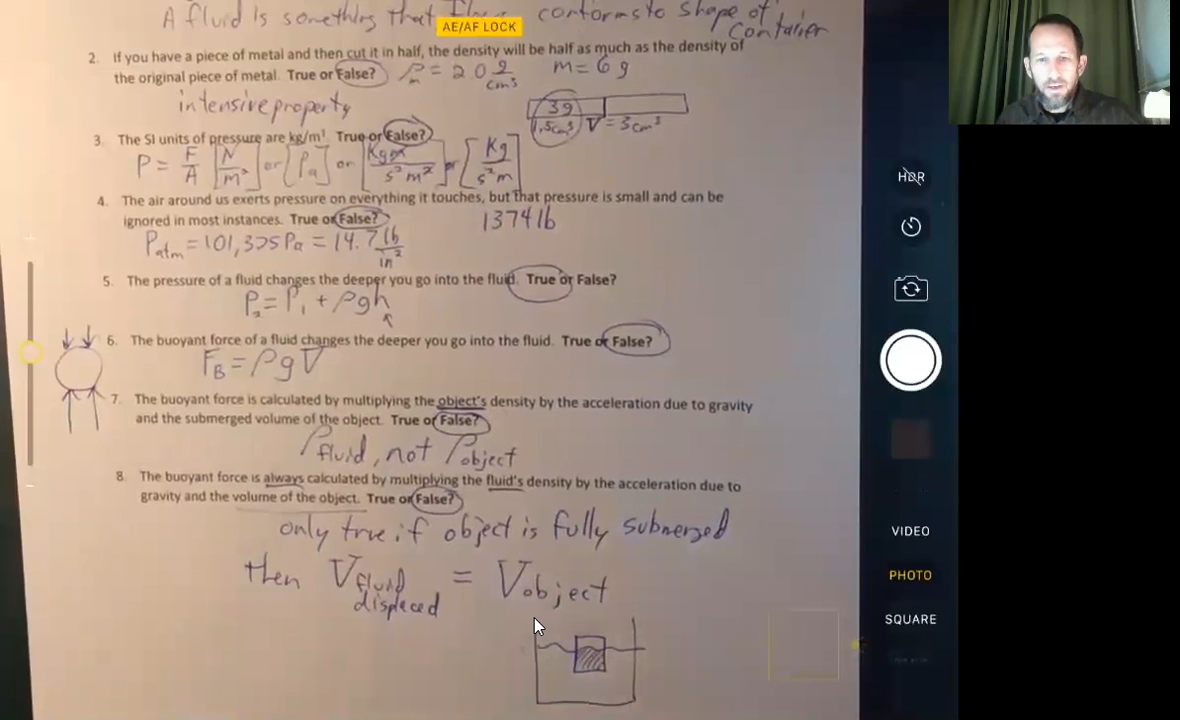 A fluid is something that flows conforms to shape of
container
AE/AF LOCK
2. If you have a piece of metal and then cut it in half, the density will be half as much as the density of
the original piece of metal. True or False? ρm = 2.0 g/cm³ m = 6 g
intensive property
3g
1.5cm³ V = 3cm³
3. The SI units of pressure are kg/m³. True or False?
P = F/A [N/m²] or [Pa] or [kg m/s² m²] or [kg/s² m]
4. The air around us exerts pressure on everything it touches, but that pressure is small and can be
ignored in most instances. True or False? 1374 lb
Patm = 101,325 Pa = 14.7 lb/in²
5. The pressure of a fluid changes the deeper you go into the fluid. True or False?
P₂ = P₁ + ρgh
6. The buoyant force of a fluid changes the deeper you go into the fluid. True or False?
FB = ρgV
7. The buoyant force is calculated by multiplying the object's density by the acceleration due to gravity
and the submerged volume of the object. True or False?
ρfluid, not ρobject
8. The buoyant force is always calculated by multiplying the fluid's density by the acceleration due to
gravity and the volume of the object. True or False?
only true if object is fully submerged
then Vfluid displaced = Vobject
HDR
VIDEO
PHOTO
SQUARE